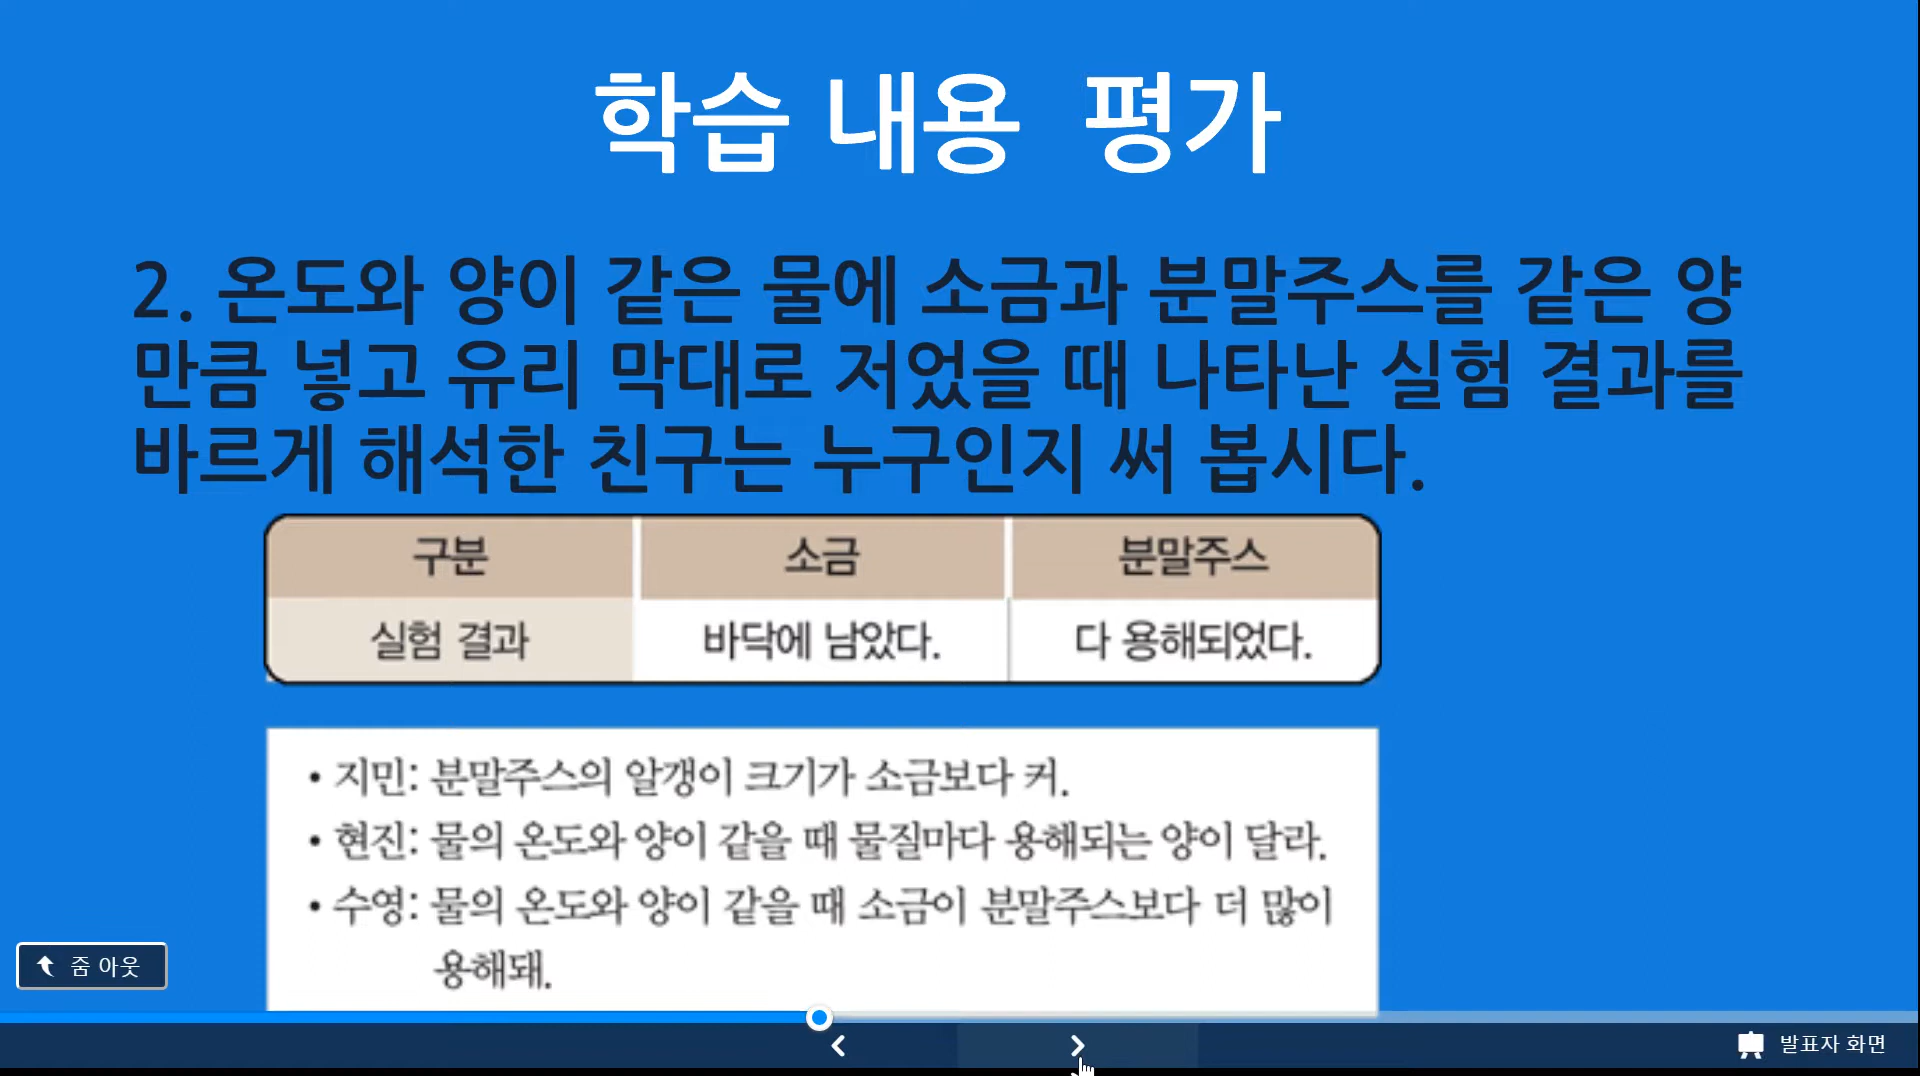 학습 내용 평가
2. 온도와 양이 같은 물에 소금과 분말주스를 같은 양
만큼 넣고 유리 막대로 저었을 때 나타난 실험 결과를
바르게 해석한 친구는 누구인지 써 봅시다.
구분 소금 분말주스
실험 결과 바닥에 남았다. 다 용해되었다.
• 지민: 분말주스의 알갱이 크기가 소금보다 커.
• 현진: 물의 온도와 양이 같을 때 물질마다 용해되는 양이 달라.
• 수영: 물의 온도와 양이 같을 때 소금이 분말주스보다 더 많이
용해돼.
줌 아웃
발표자 화면